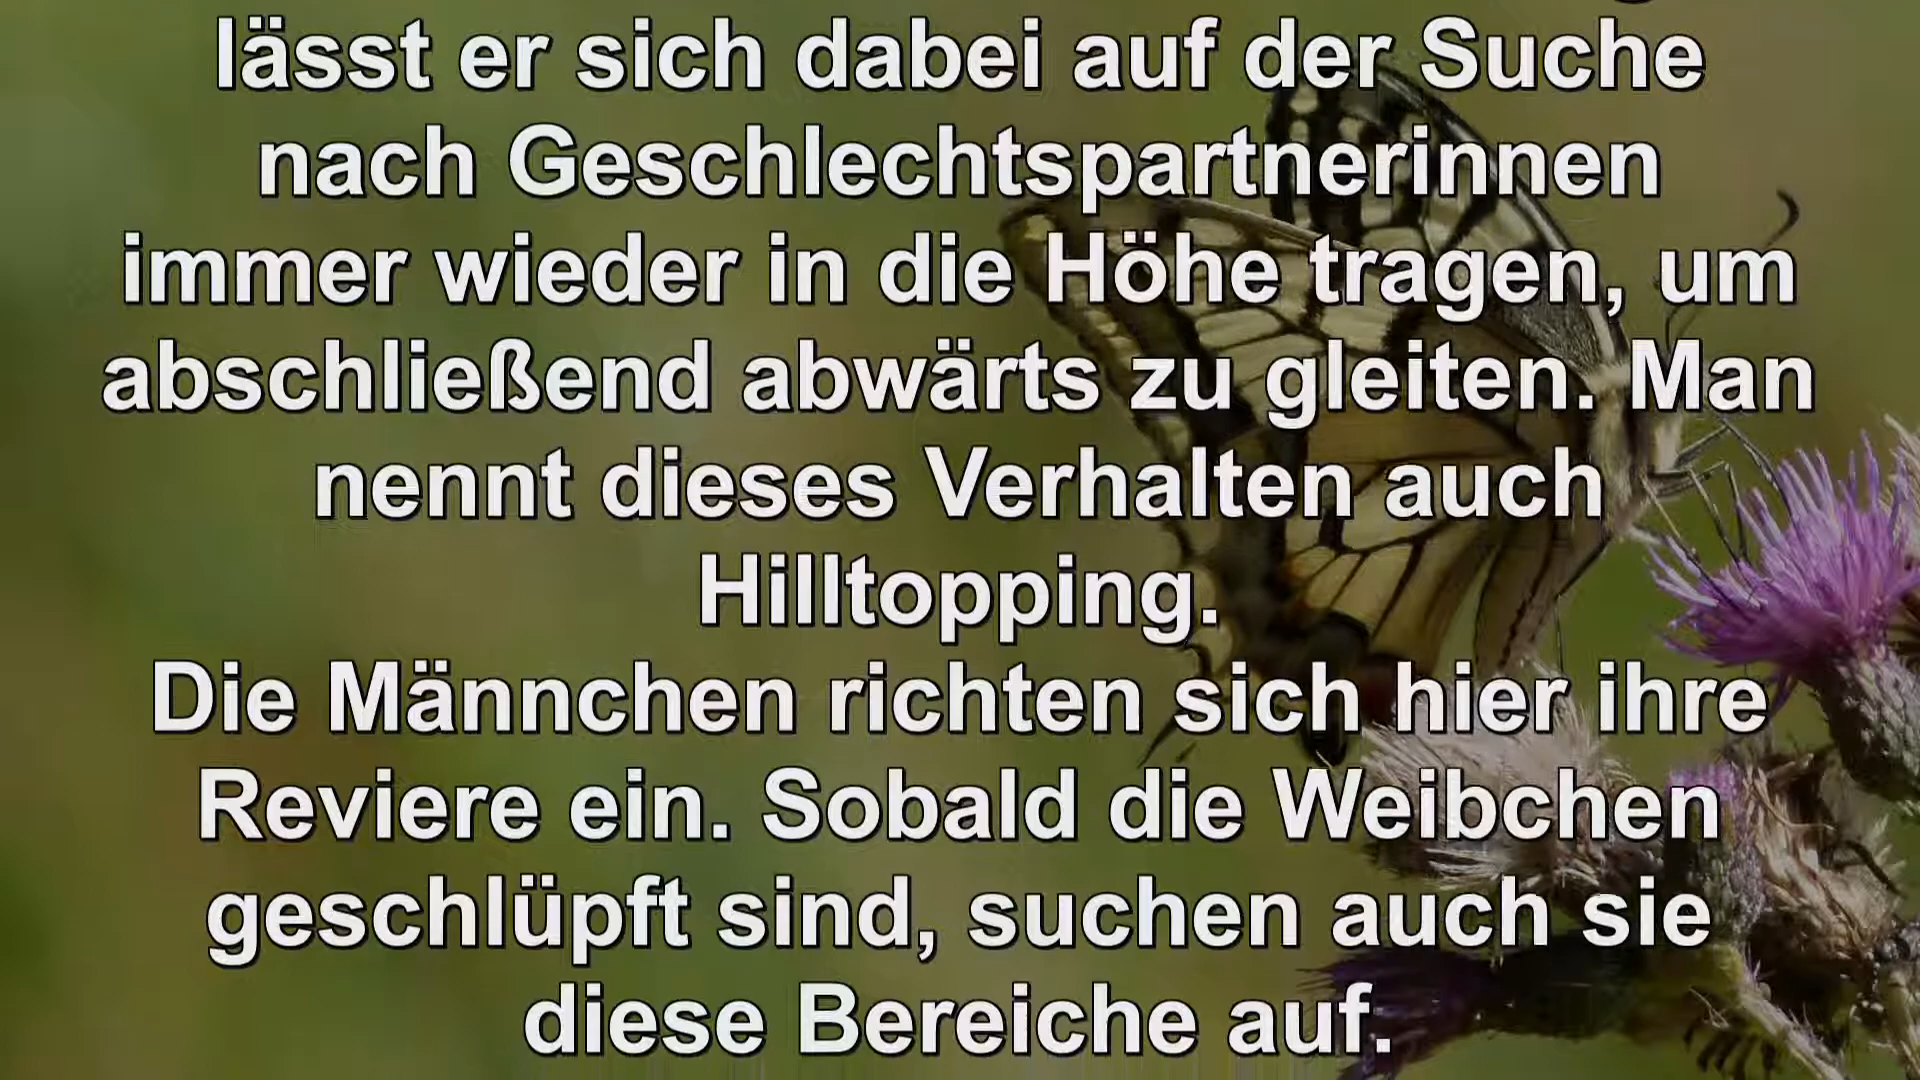 lässt er sich dabei auf der Suche
nach Geschlechtspartnerinnen
immer wieder in die Höhe tragen, um
abschließend abwärts zu gleiten. Man
nennt dieses Verhalten auch
Hilltopping.
Die Männchen richten sich hier ihre
Reviere ein. Sobald die Weibchen
geschlüpft sind, suchen auch sie
diese Bereiche auf.